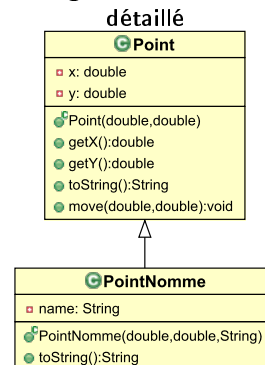 détaillé
Point
x: double
y: double
Point(double,double)
getX():double
getY():double
toString():String
move(double,double):void
PointNomme
name: String
PointNomme(double,double,String)
toString():String